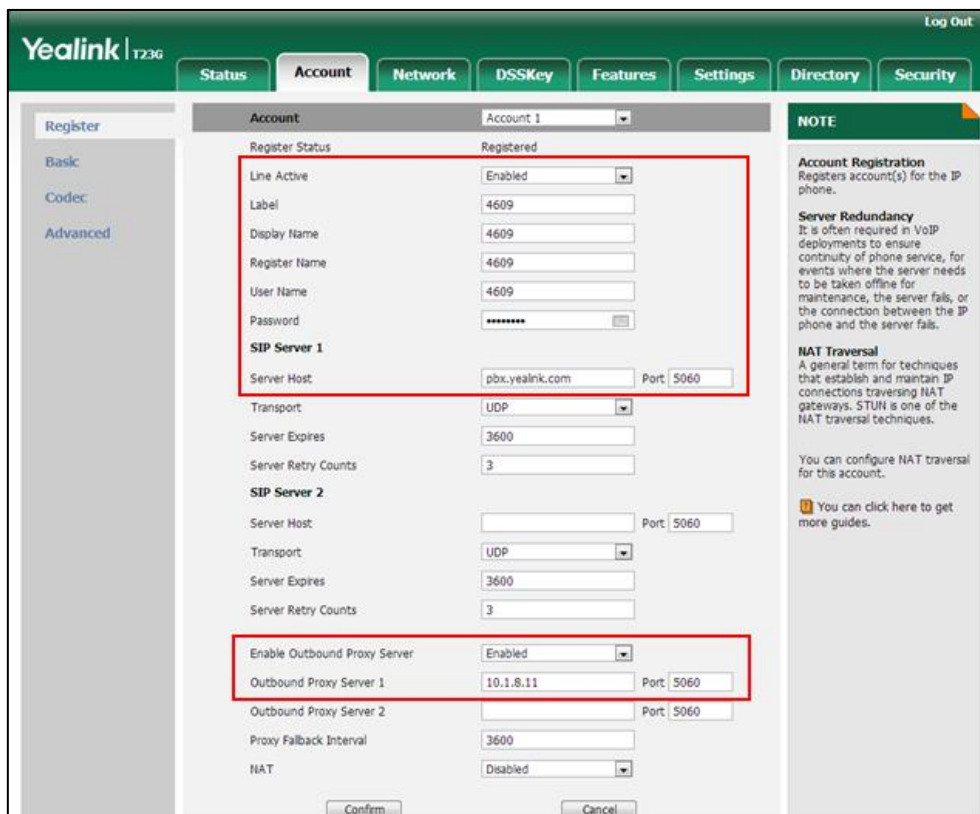 Log Out
Yealink T23G
Status Account Network DSSKey Features Settings Directory Security
Register
Basic
Codec
Advanced
Account Account 1
Register Status Registered
Line Active Enabled
Label 4609
Display Name 4609
Register Name 4609
User Name 4609
Password ••••••••
SIP Server 1
Server Host pbx.yealink.com Port 5060
Transport UDP
Server Expires 3600
Server Retry Counts 3
SIP Server 2
Server Host Port 5060
Transport UDP
Server Expires 3600
Server Retry Counts 3
Enable Outbound Proxy Server Enabled
Outbound Proxy Server 1 10.1.8.11 Port 5060
Outbound Proxy Server 2 Port 5060
Proxy Fallback Interval 3600
NAT Disabled
Confirm Cancel
NOTE
Account Registration
Registers account(s) for the IP
phone.
Server Redundancy
It is often required in VoIP
deployments to ensure
continuity of phone service, for
events where the server needs
to be taken offline for
maintenance, the server fails, or
the connection between the IP
phone and the server fails.
NAT Traversal
A general term for techniques
that establish and maintain IP
connections traversing NAT
gateways. STUN is one of the
NAT traversal techniques.
You can configure NAT traversal
for this account.
You can click here to get
more guides.